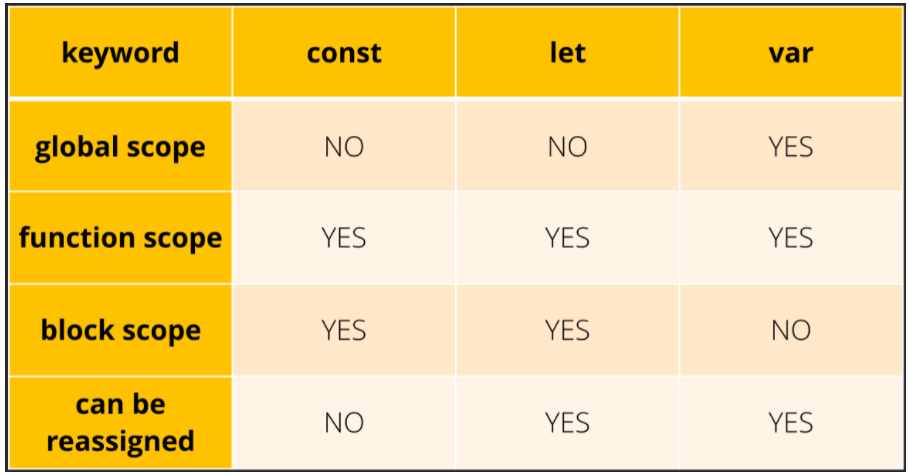 keyword const let var
global scope NO NO YES
function scope YES YES YES
block scope YES YES NO
can be
reassigned NO YES YES